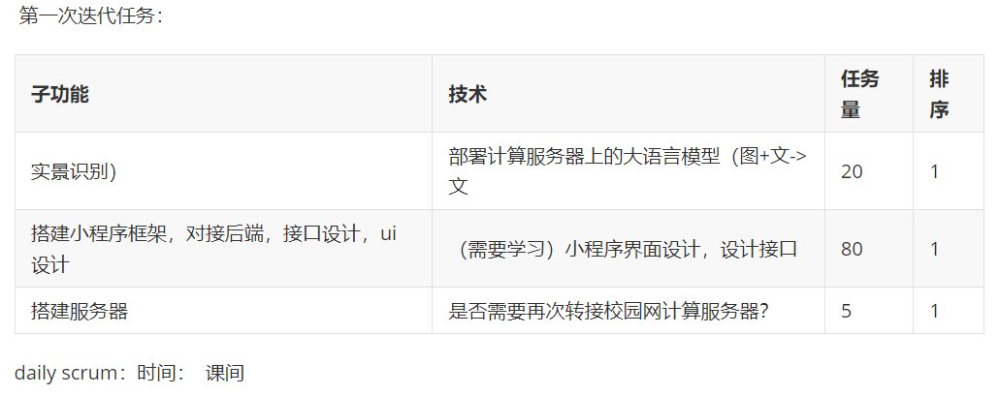 第一次迭代任务：
子功能 技术 任务量 排序
实景识别） 部署计算服务器上的大语言模型（图+文->文 20 1
搭建小程序框架，对接后端，接口设计，ui设计 （需要学习）小程序界面设计，设计接口 80 1
搭建服务器 是否需要再次转接校园网计算服务器？ 5 1
daily scrum：时间： 课间